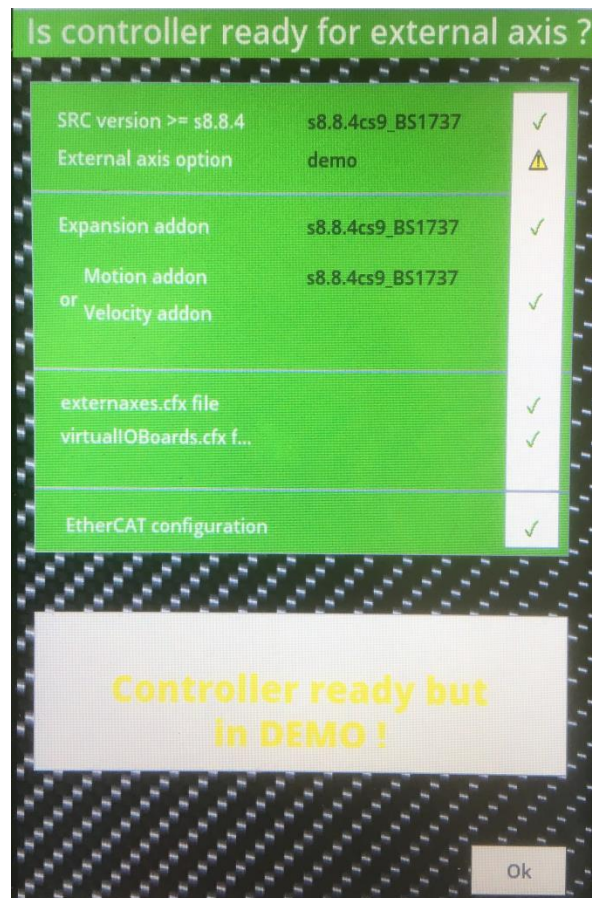 Is controller ready for external axis ?
SRC version >= s8.8.4 s8.8.4cs9_BS1737
External axis option demo
Expansion addon s8.8.4cs9_BS1737
Motion addon s8.8.4cs9_BS1737
or
Velocity addon
externaxes.cfx file
virtualIOBoards.cfx f...
EtherCAT configuration
Controller ready but
in DEMO !
Ok